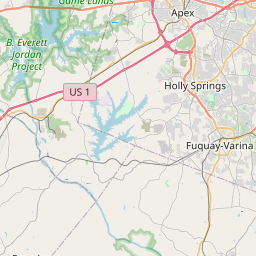 Game Lands
Apex
B. Everett
Jordan
Project
US 1
Holly Springs
Fuquay-Varina